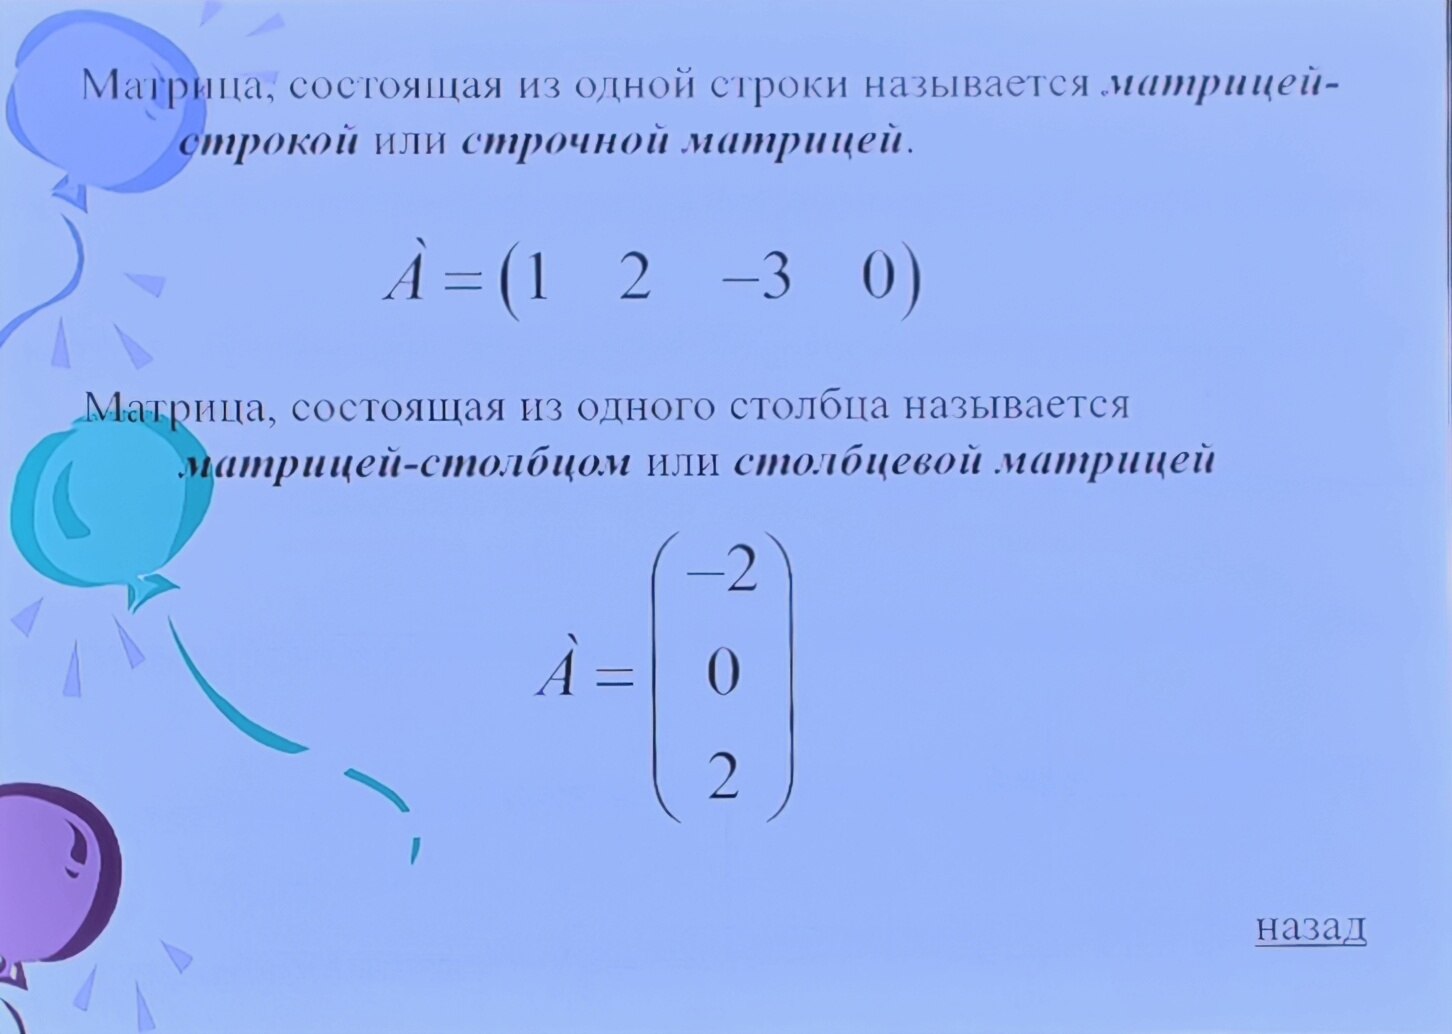 Матрица, состоящая из одной строки называется матрицей-
строкой или строчной матрицей.
À = (1 2 −3 0)
Матрица, состоящая из одного столбца называется
матрицей-столбцом или столбцевой матрицей
−2
À = 0
2
назад